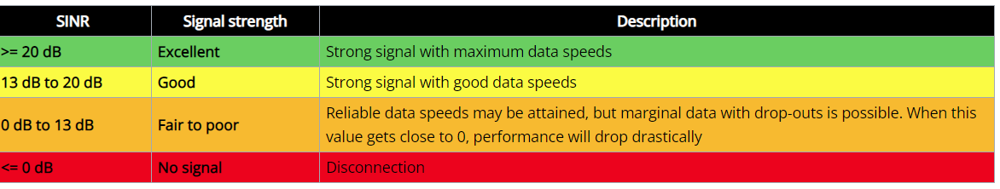 SINR Signal strength Description
>= 20 dB Excellent Strong signal with maximum data speeds
13 dB to 20 dB Good Strong signal with good data speeds
0 dB to 13 dB Fair to poor Reliable data speeds may be attained, but marginal data with drop-outs is possible. When this
value gets close to 0, performance will drop drastically
<= 0 dB No signal Disconnection